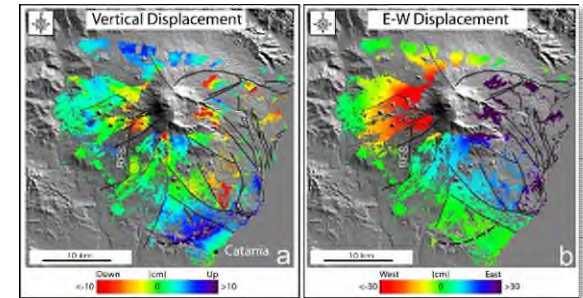 Vertical Displacement
E-W Displacement
Catania
10 km
a
Down (cm) Up
<-10 0 >10
10 km
b
West (cm) East
<-30 0 >30